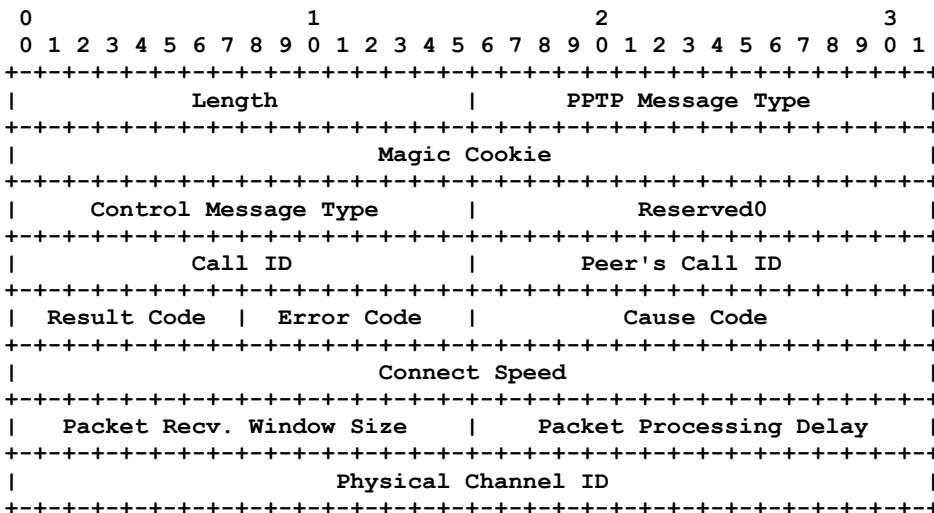 0                   1                   2                   3
 0 1 2 3 4 5 6 7 8 9 0 1 2 3 4 5 6 7 8 9 0 1 2 3 4 5 6 7 8 9 0 1
+-+-+-+-+-+-+-+-+-+-+-+-+-+-+-+-+-+-+-+-+-+-+-+-+-+-+-+-+-+-+-+-+
|            Length             |      PPTP Message Type        |
+-+-+-+-+-+-+-+-+-+-+-+-+-+-+-+-+-+-+-+-+-+-+-+-+-+-+-+-+-+-+-+-+
|                         Magic Cookie                          |
+-+-+-+-+-+-+-+-+-+-+-+-+-+-+-+-+-+-+-+-+-+-+-+-+-+-+-+-+-+-+-+-+
|     Control Message Type      |           Reserved0           |
+-+-+-+-+-+-+-+-+-+-+-+-+-+-+-+-+-+-+-+-+-+-+-+-+-+-+-+-+-+-+-+-+
|            Call ID            |       Peer's Call ID          |
+-+-+-+-+-+-+-+-+-+-+-+-+-+-+-+-+-+-+-+-+-+-+-+-+-+-+-+-+-+-+-+-+
|  Result Code  |  Error Code   |          Cause Code           |
+-+-+-+-+-+-+-+-+-+-+-+-+-+-+-+-+-+-+-+-+-+-+-+-+-+-+-+-+-+-+-+-+
|                         Connect Speed                         |
+-+-+-+-+-+-+-+-+-+-+-+-+-+-+-+-+-+-+-+-+-+-+-+-+-+-+-+-+-+-+-+-+
|   Packet Recv. Window Size    |    Packet Processing Delay    |
+-+-+-+-+-+-+-+-+-+-+-+-+-+-+-+-+-+-+-+-+-+-+-+-+-+-+-+-+-+-+-+-+
|                      Physical Channel ID                      |
+-+-+-+-+-+-+-+-+-+-+-+-+-+-+-+-+-+-+-+-+-+-+-+-+-+-+-+-+-+-+-+-+